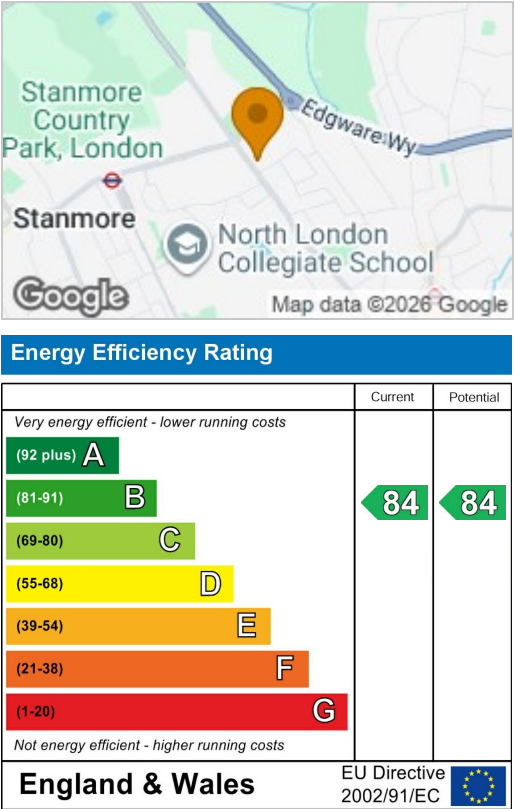 Stanmore
Country
Park, London
Edgware Wy
Stanmore
North London
Collegiate School
Google
Map data ©2026 Google
Energy Efficiency Rating
Current
Potential
Very energy efficient - lower running costs
(92 plus) A
(81-91) B
84
84
(69-80) C
(55-68) D
(39-54) E
(21-38) F
(1-20) G
Not energy efficient - higher running costs
England & Wales
EU Directive
2002/91/EC